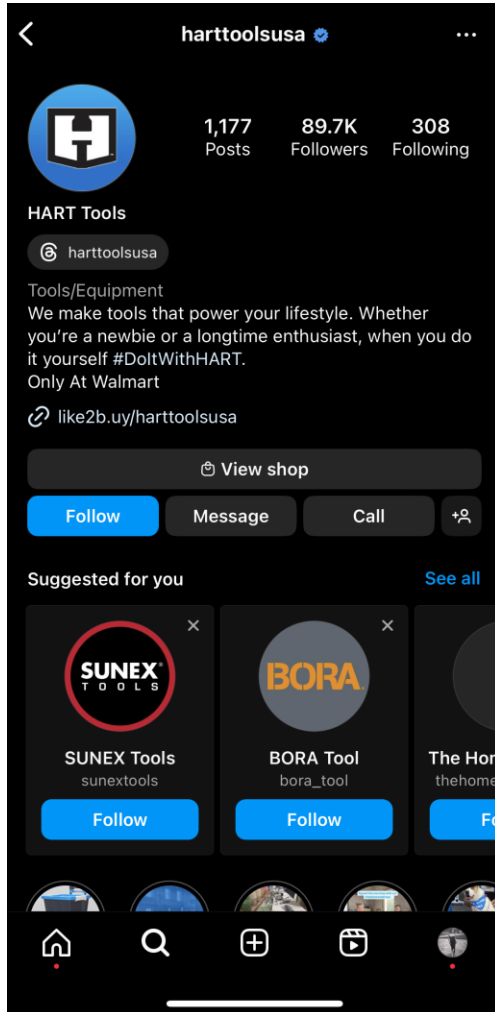 harttoolsusa
1,177 89.7K 308
Posts Followers Following
HART Tools
harttoolsusa
Tools/Equipment
We make tools that power your lifestyle. Whether
you're a newbie or a longtime enthusiast, when you do
it yourself #DoItWithHART.
Only At Walmart
like2b.uy/harttoolsusa
View shop
Follow Message Call
Suggested for you See all
SUNEX
TOOLS
BORA
SUNEX Tools BORA Tool The Hor
sunextools bora_tool thehome
Follow Follow